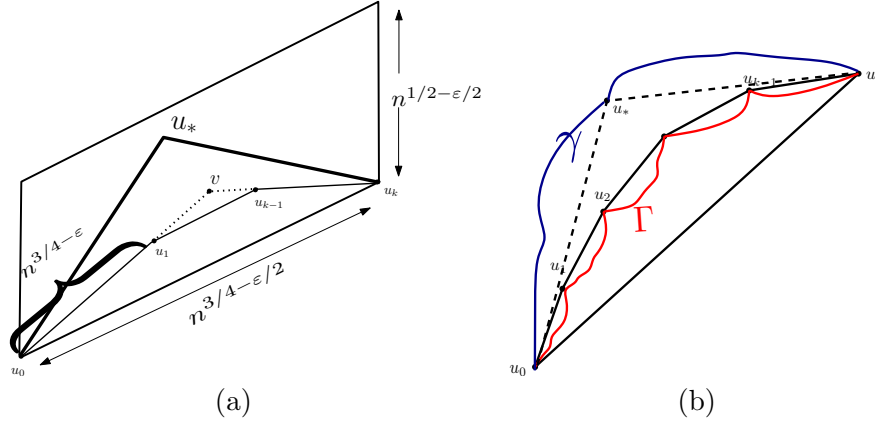 n^{1/2−ε/2}
u_*
v
u_k
u_{k−1}
u_1
n^{3/4−ε}
n^{3/4−ε/2}
u_0
(a)
u
u_{k−1}
u_*
γ
u_2
Γ
u_1
u_0
(b)